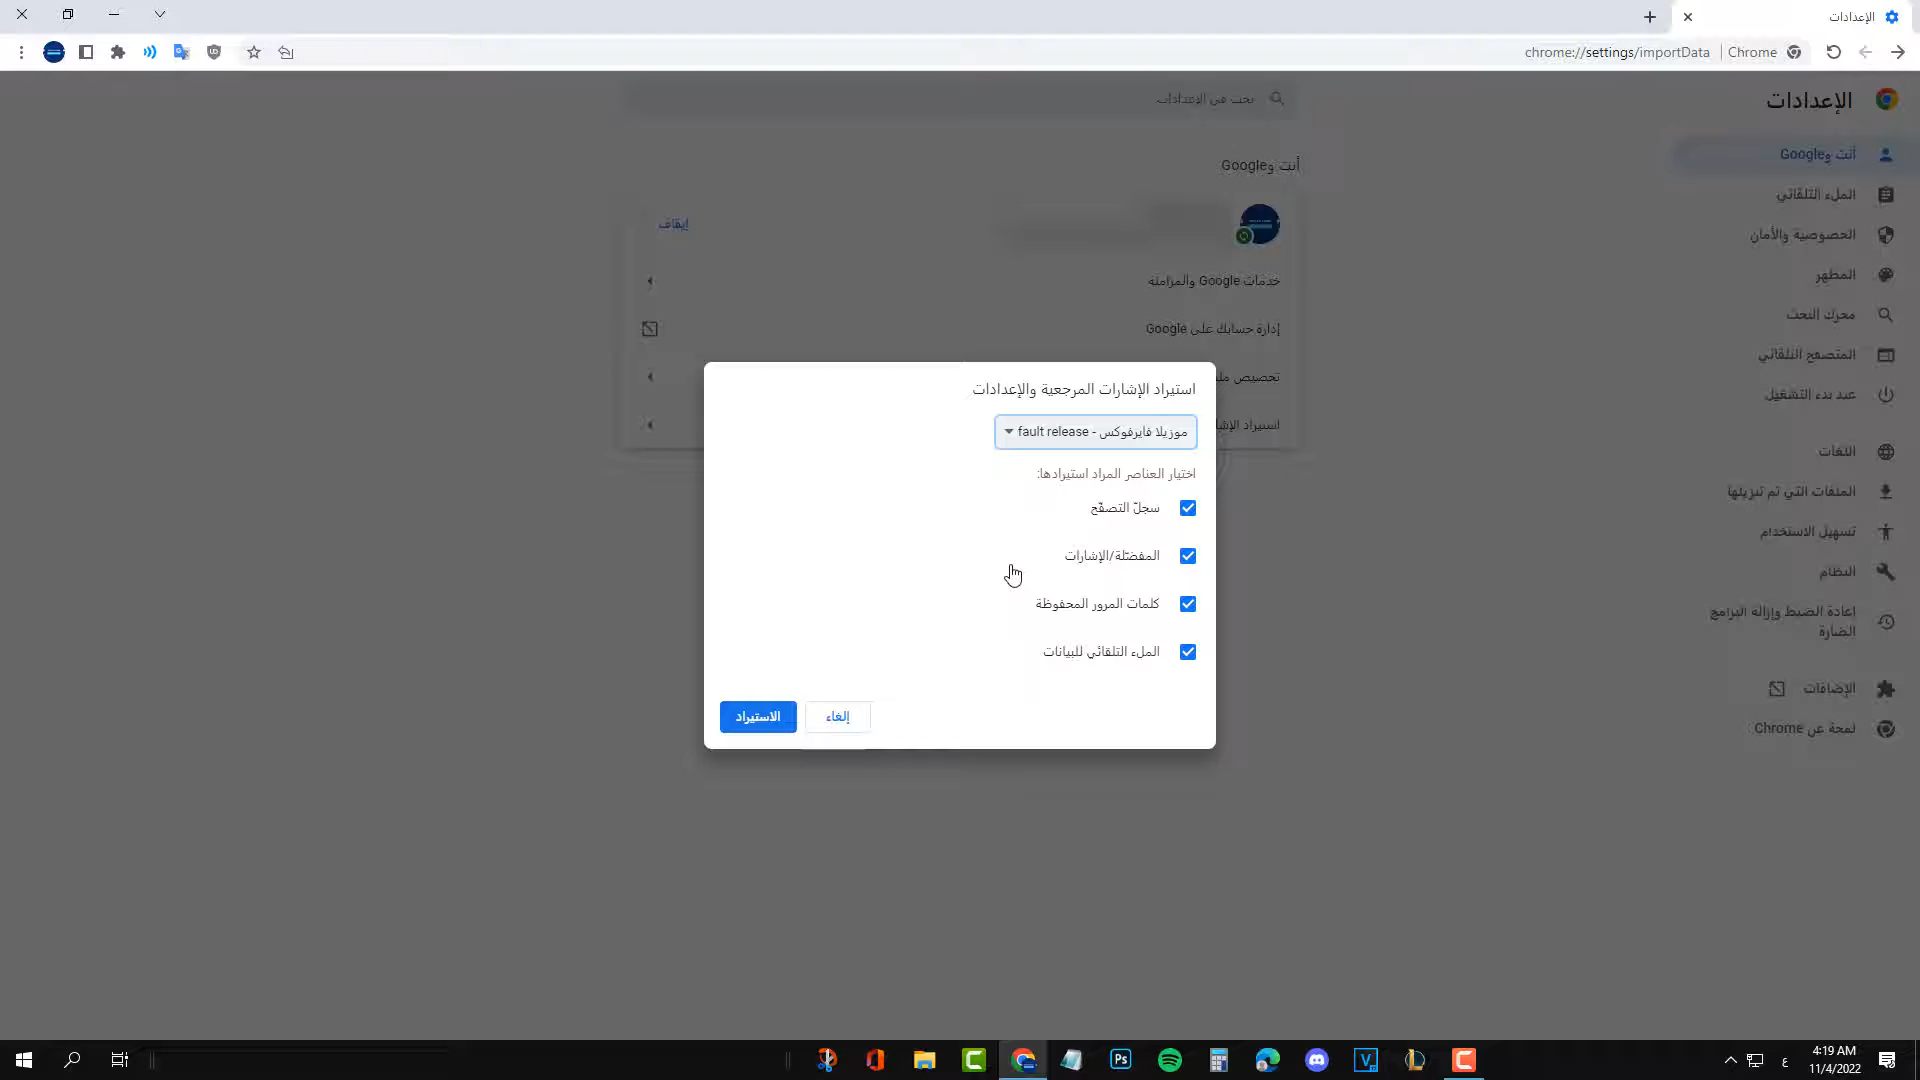 الإعدادات
chrome://settings/importData
Chrome
الإعدادات
بحث في الإعدادات
أنت وGoogle
الملء التلقائي
الخصوصية والأمان
المظهر
محرك البحث
المتصفح التلقائي
عند بدء التشغيل
اللغات
الملفات التي تم تنزيلها
تسهيل الاستخدام
النظام
إعادة الضبط وإزالة البرامج
الضارة
الإضافات
لمحة عن Chrome
أنت وGoogle
إيقاف
خدمات Google والمزامنة
إدارة حسابك على Google
تخصيص
استيراد
استيراد الإشارات المرجعية والإعدادات
موزيلا فايرفوكس - fault release
اختيار العناصر المراد استيرادها:
سجلّ التصفّح
المفضّلة/الإشارات
كلمات المرور المحفوظة
الملء التلقائي للبيانات
إلغاء
الاستيراد
Ps
V
ع
4:19 AM
11/4/2022